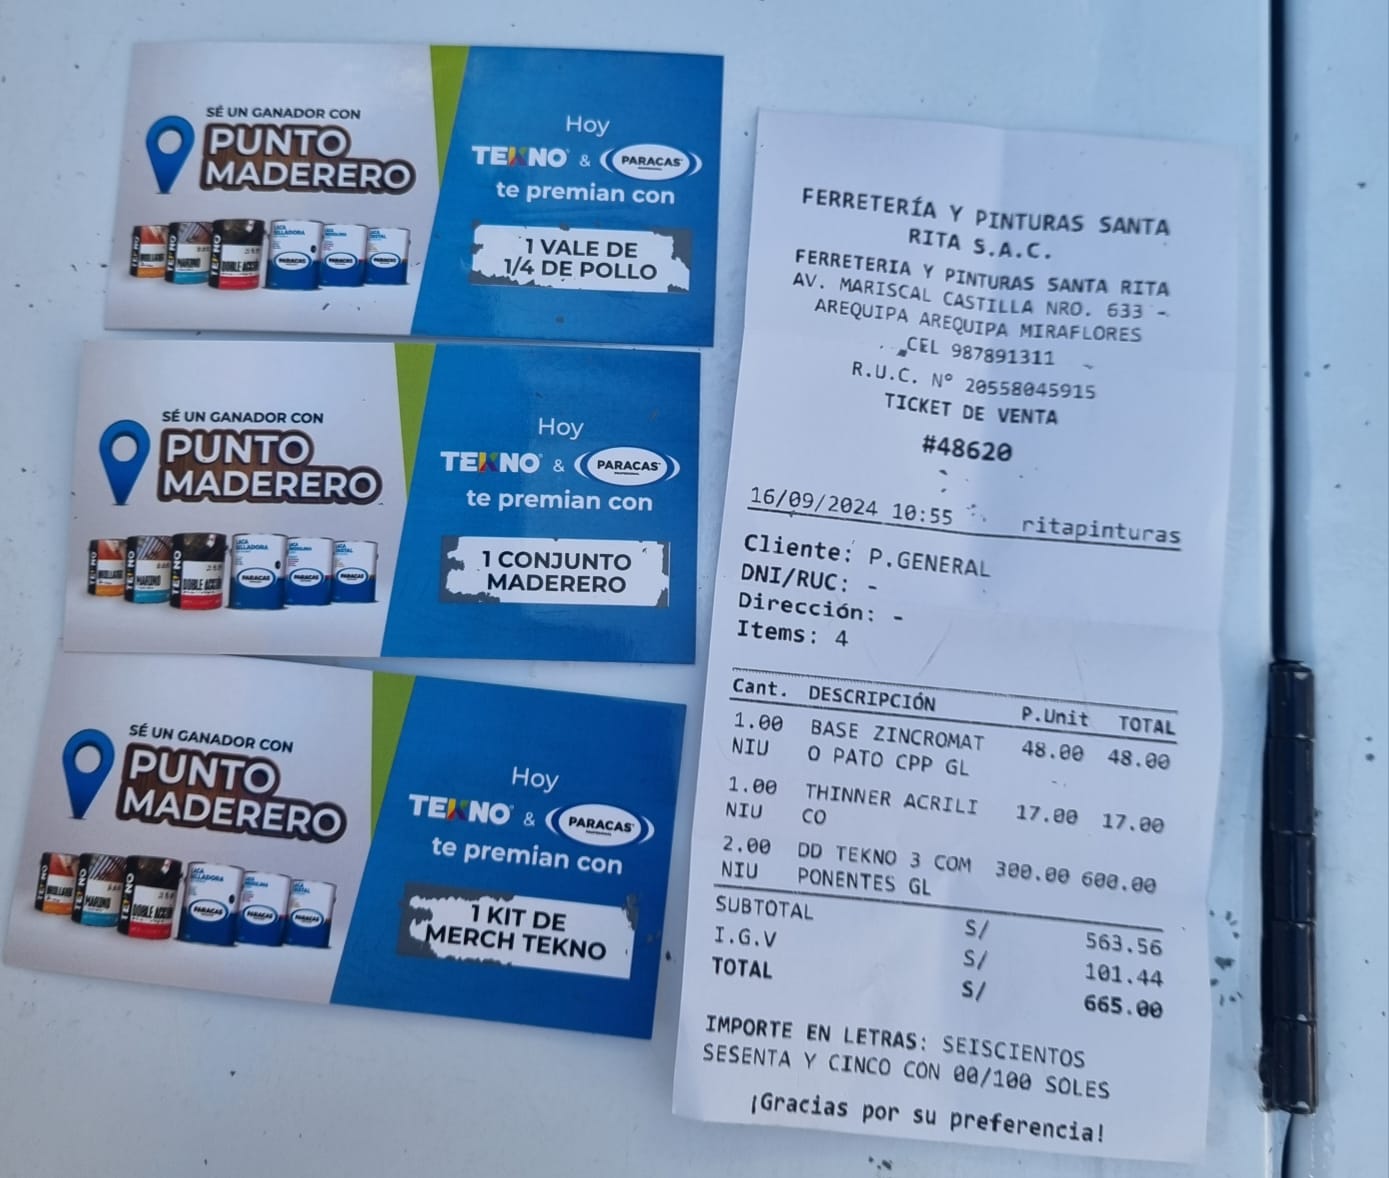 SÉ UN GANADOR CON
PUNTO
MADERERO
Hoy
TEKNO & PARACAS
te premian con
1 VALE DE
1/4 DE POLLO
SÉ UN GANADOR CON
PUNTO
MADERERO
Hoy
TEKNO & PARACAS
te premian con
1 CONJUNTO
MADERERO
SÉ UN GANADOR CON
PUNTO
MADERERO
Hoy
TEKNO & PARACAS
te premian con
1 KIT DE
MERCH TEKNO
FERRETERÍA Y PINTURAS SANTA
RITA S.A.C.
FERRETERIA Y PINTURAS SANTA RITA
AV. MARISCAL CASTILLA NRO. 633 -
AREQUIPA AREQUIPA MIRAFLORES
CEL 987891311
R.U.C. Nº 20558045915
TICKET DE VENTA
#48620
16/09/2024 10:55 ritapinturas
Cliente: P.GENERAL
DNI/RUC: -
Dirección: -
Items: 4
Cant. DESCRIPCIÓN P.Unit TOTAL
1.00 BASE ZINCROMAT 48.00 48.00
NIU O PATO CPP GL
1.00 THINNER ACRILI 17.00 17.00
NIU CO
2.00 DD TEKNO 3 COM 300.00 600.00
NIU PONENTES GL
SUBTOTAL S/ 563.56
I.G.V S/ 101.44
TOTAL S/ 665.00
IMPORTE EN LETRAS: SEISCIENTOS
SESENTA Y CINCO CON 00/100 SOLES
¡Gracias por su preferencia!